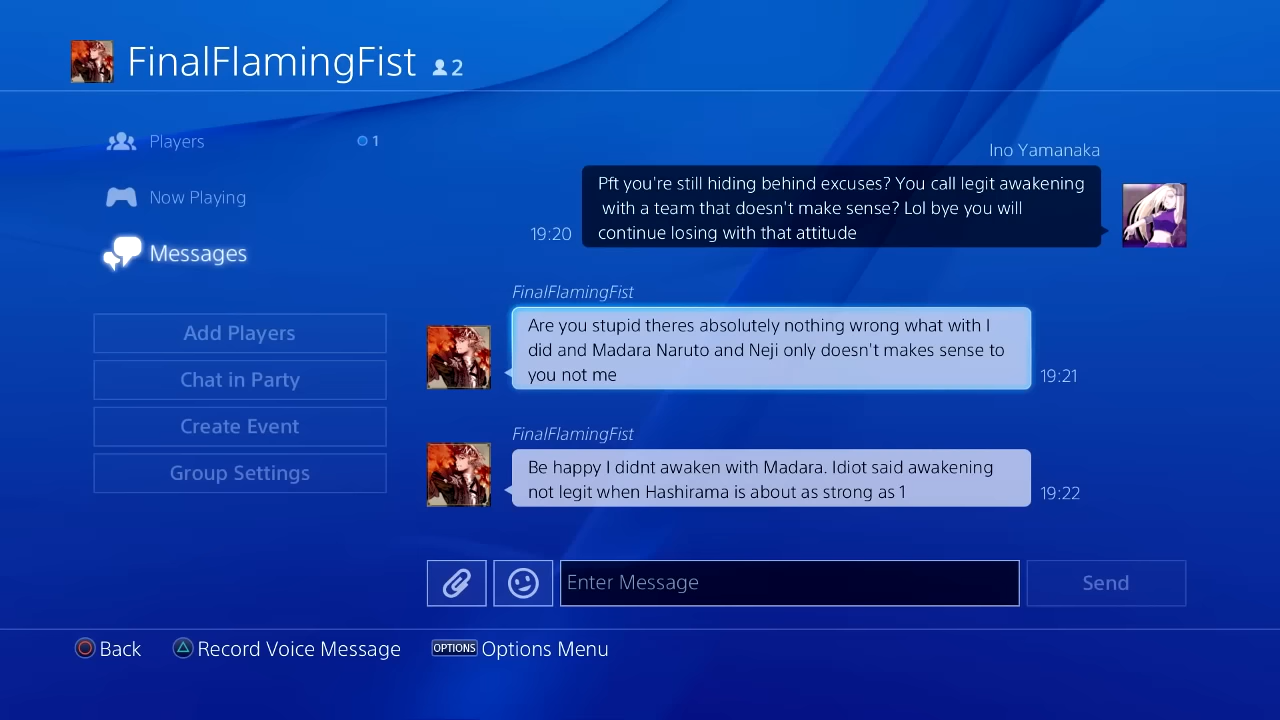 FinalFlamingFist 2
Players 1
Now Playing
Messages
Add Players
Chat in Party
Create Event
Group Settings
Ino Yamanaka
Pft you're still hiding behind excuses? You call legit awakening
with a team that doesn't make sense? Lol bye you will
continue losing with that attitude
19:20
FinalFlamingFist
Are you stupid theres absolutely nothing wrong what with I
did and Madara Naruto and Neji only doesn't makes sense to
you not me
19:21
FinalFlamingFist
Be happy I didnt awaken with Madara. Idiot said awakening
not legit when Hashirama is about as strong as 1
19:22
Enter Message
Send
Back
Record Voice Message
OPTIONS Options Menu